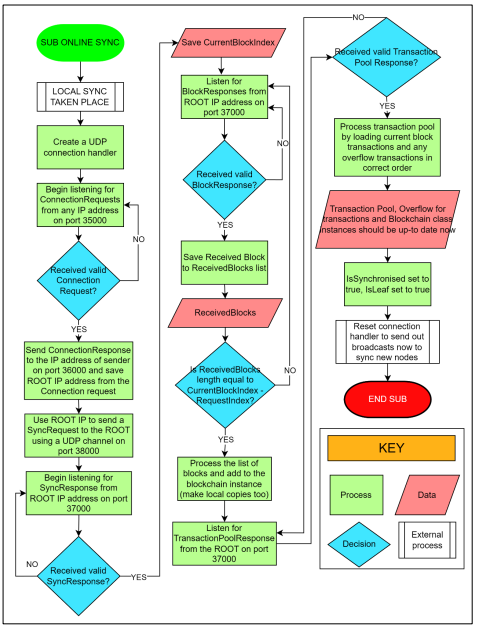 SUB ONLINE SYNC
LOCAL SYNC
TAKEN PLACE
Create a UDP
connection handler
Begin listening for
ConnectionRequests
from any IP address
on port 35000
NO
Received valid
Connection
Request?
YES
Send ConnectionResponse
to the IP address of sender
on port 36000 and save
ROOT IP address from the
Connection request
Use ROOT IP to send a
SyncRequest to the ROOT
using a UDP channel on
port 38000
Begin listening for
SyncResponse from
ROOT IP address on port
37000
NO
Received valid
SyncResponse?
YES
Save CurrentBlockIndex
Listen for
BlockResponses from
ROOT IP address on
port 37000
NO
Received valid
BlockResponse?
YES
Save Received Block
to ReceivedBlocks list
ReceivedBlocks
Is ReceivedBlocks
length equal to
CurrentBlockIndex -
RequestIndex?
NO
YES
Process the list of
blocks and add to the
blockchain instance
(make local copies too)
Listen for
TransactionPoolResponse
from the ROOT on port
37000
NO
Received valid Transaction
Pool Response?
YES
Process transaction pool
by loading current block
transactions and any
overflow transactions in
correct order
Transaction Pool, Overflow for
transactions and Blockchain class
instances should be up-to date now
IsSynchronised set to
true, IsLeaf set to true
Reset connection
handler to send out
broadcasts now to
sync new nodes
END SUB
KEY
Process
Data
Decision
External
process